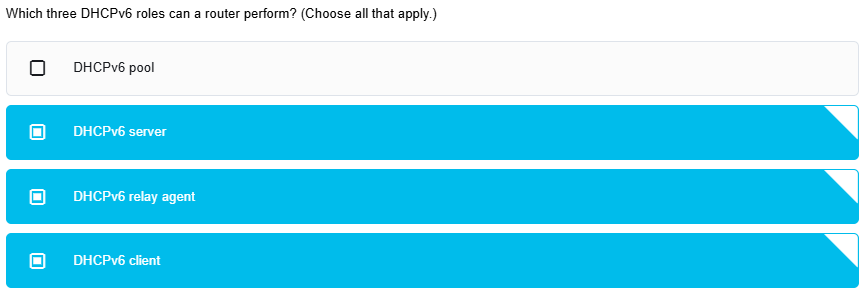 Which three DHCPv6 roles can a router perform? (Choose all that apply.)
DHCPv6 pool
DHCPv6 server
DHCPv6 relay agent
DHCPv6 client